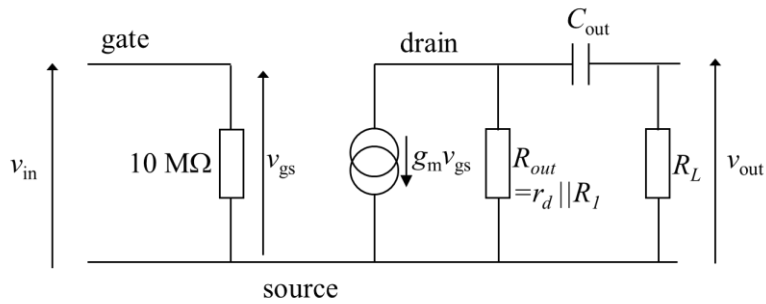 C_out
gate
drain
v_in
10 MΩ
v_gs
g_m v_gs
R_out
=r_d||R_1
R_L
v_out
source